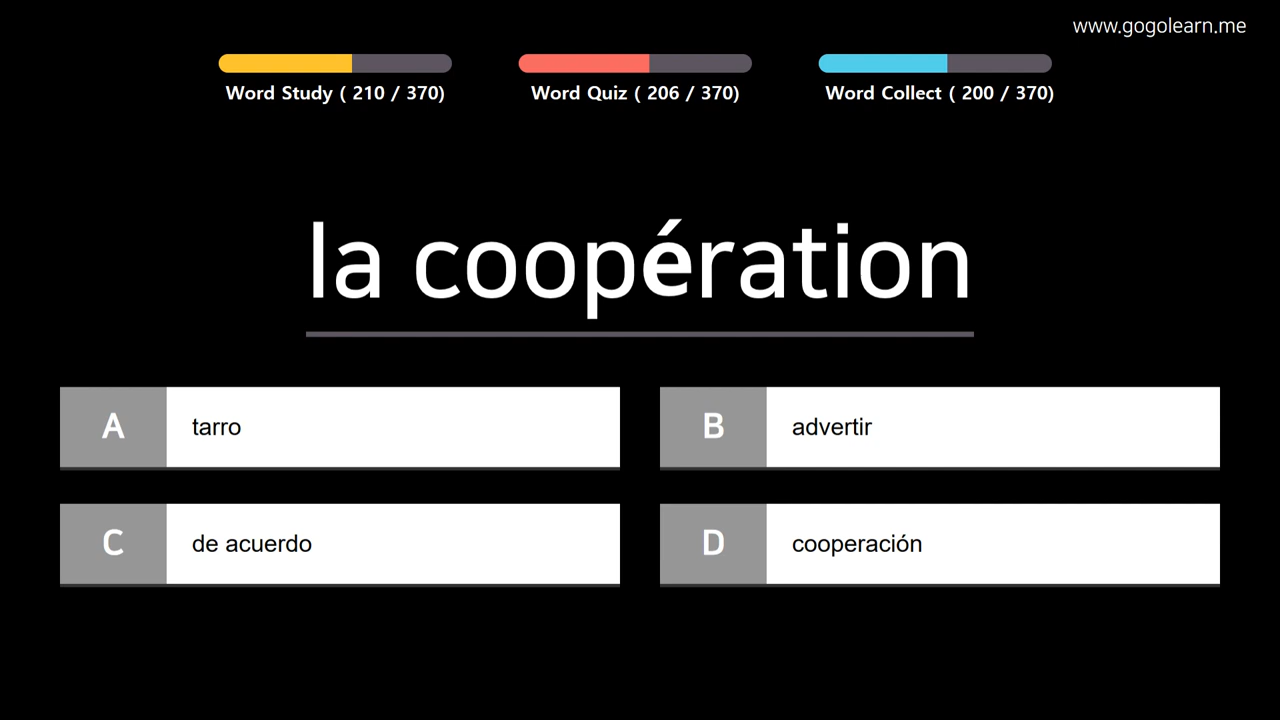 www.gogolearn.me
Word Study ( 210 / 370)
Word Quiz ( 206 / 370)
Word Collect ( 200 / 370)
la coopération
A
tarro
B
advertir
C
de acuerdo
D
cooperación